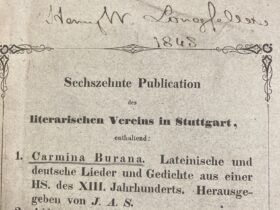 Henry W. Longfellow
1848
Sechszehnte Publication
des
literarischen Vereins in Stuttgart,
enthaltend:
1. Carmina Burana. Lateinische und
deutsche Lieder und Gedichte aus einer
HS. des XIII. Jahrhunderts. Herausge-
geben von J. A. S.